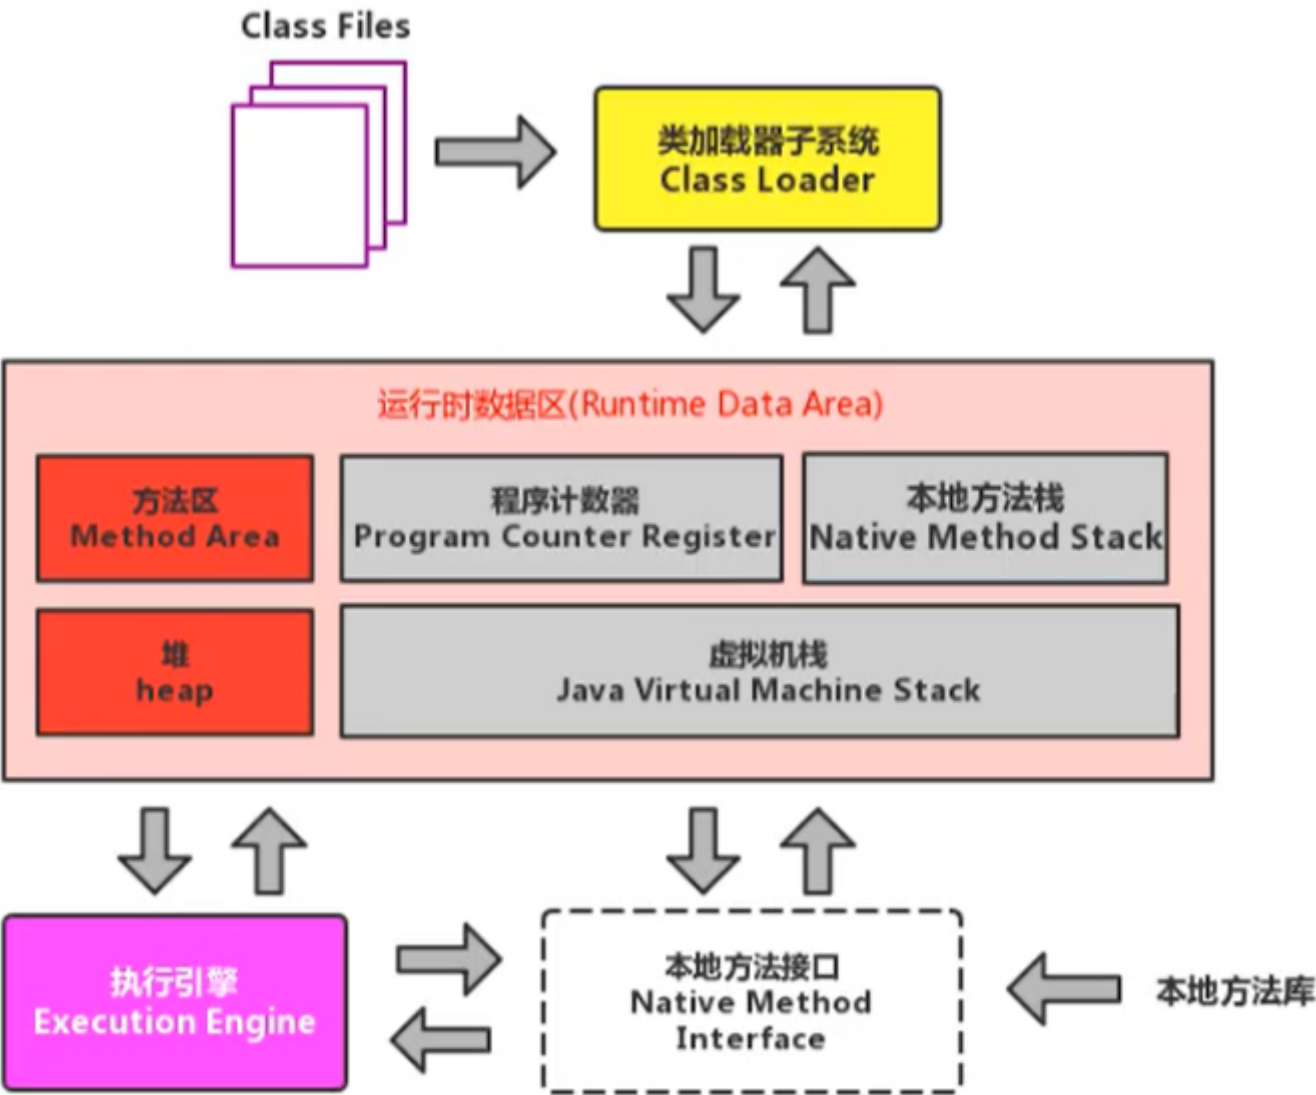 Class Files
类加载器子系统
Class Loader
运行时数据区(Runtime Data Area)
方法区
Method Area
程序计数器
Program Counter Register
本地方法栈
Native Method Stack
堆
heap
虚拟机栈
Java Virtual Machine Stack
执行引擎
Execution Engine
本地方法接口
Native Method
Interface
本地方法库